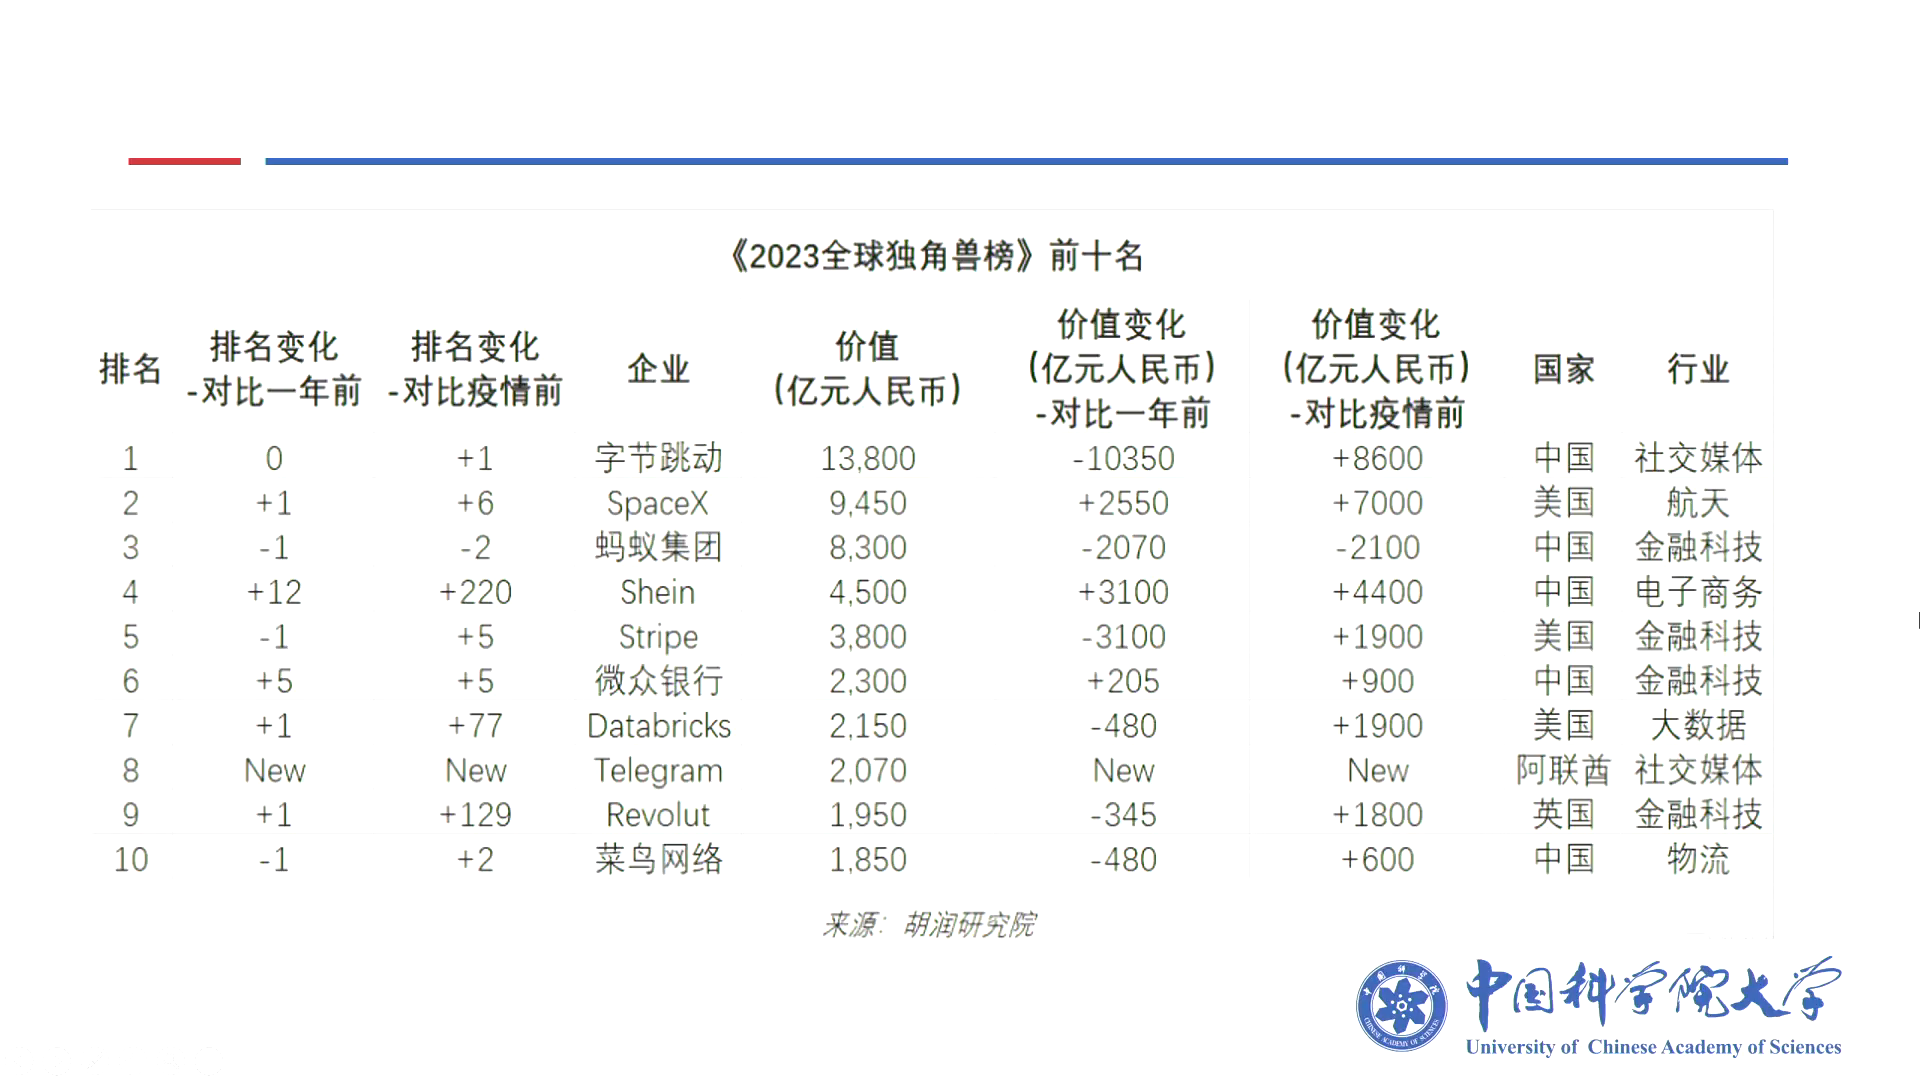 《2023全球独角兽榜》前十名
排名 排名变化-对比一年前 排名变化-对比疫情前 企业 价值(亿元人民币) 价值变化(亿元人民币)-对比一年前 价值变化(亿元人民币)-对比疫情前 国家 行业
1 0 +1 字节跳动 13,800 -10350 +8600 中国 社交媒体
2 +1 +6 SpaceX 9,450 +2550 +7000 美国 航天
3 -1 -2 蚂蚁集团 8,300 -2070 -2100 中国 金融科技
4 +12 +220 Shein 4,500 +3100 +4400 中国 电子商务
5 -1 +5 Stripe 3,800 -3100 +1900 美国 金融科技
6 +5 +5 微众银行 2,300 +205 +900 中国 金融科技
7 +1 +77 Databricks 2,150 -480 +1900 美国 大数据
8 New New Telegram 2,070 New New 阿联酋 社交媒体
9 +1 +129 Revolut 1,950 -345 +1800 英国 金融科技
10 -1 +2 菜鸟网络 1,850 -480 +600 中国 物流
来源：胡润研究院
中国科学院大学
University of Chinese Academy of Sciences